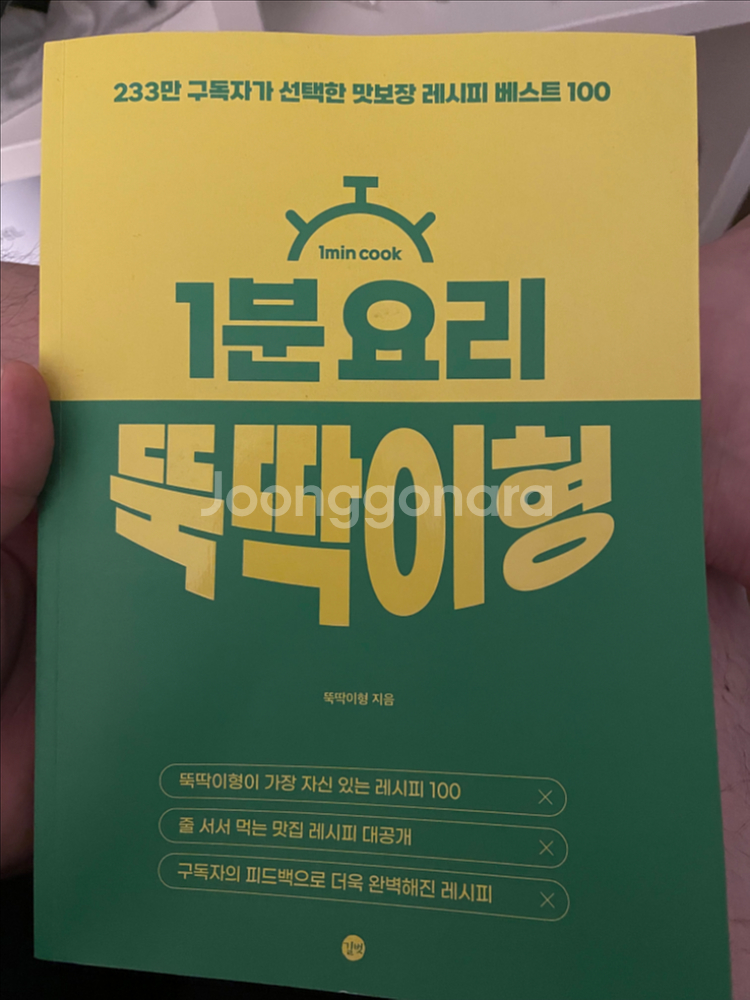 233만 구독자가 선택한 맛보장 레시피 베스트 100
1min cook
1분요리
뚝딱이형
Joonggonara
뚝딱이형 지음
뚝딱이형이 가장 자신 있는 레시피 100
줄 서서 먹는 맛집 레시피 대공개
구독자의 피드백으로 더욱 완벽해진 레시피
길벗